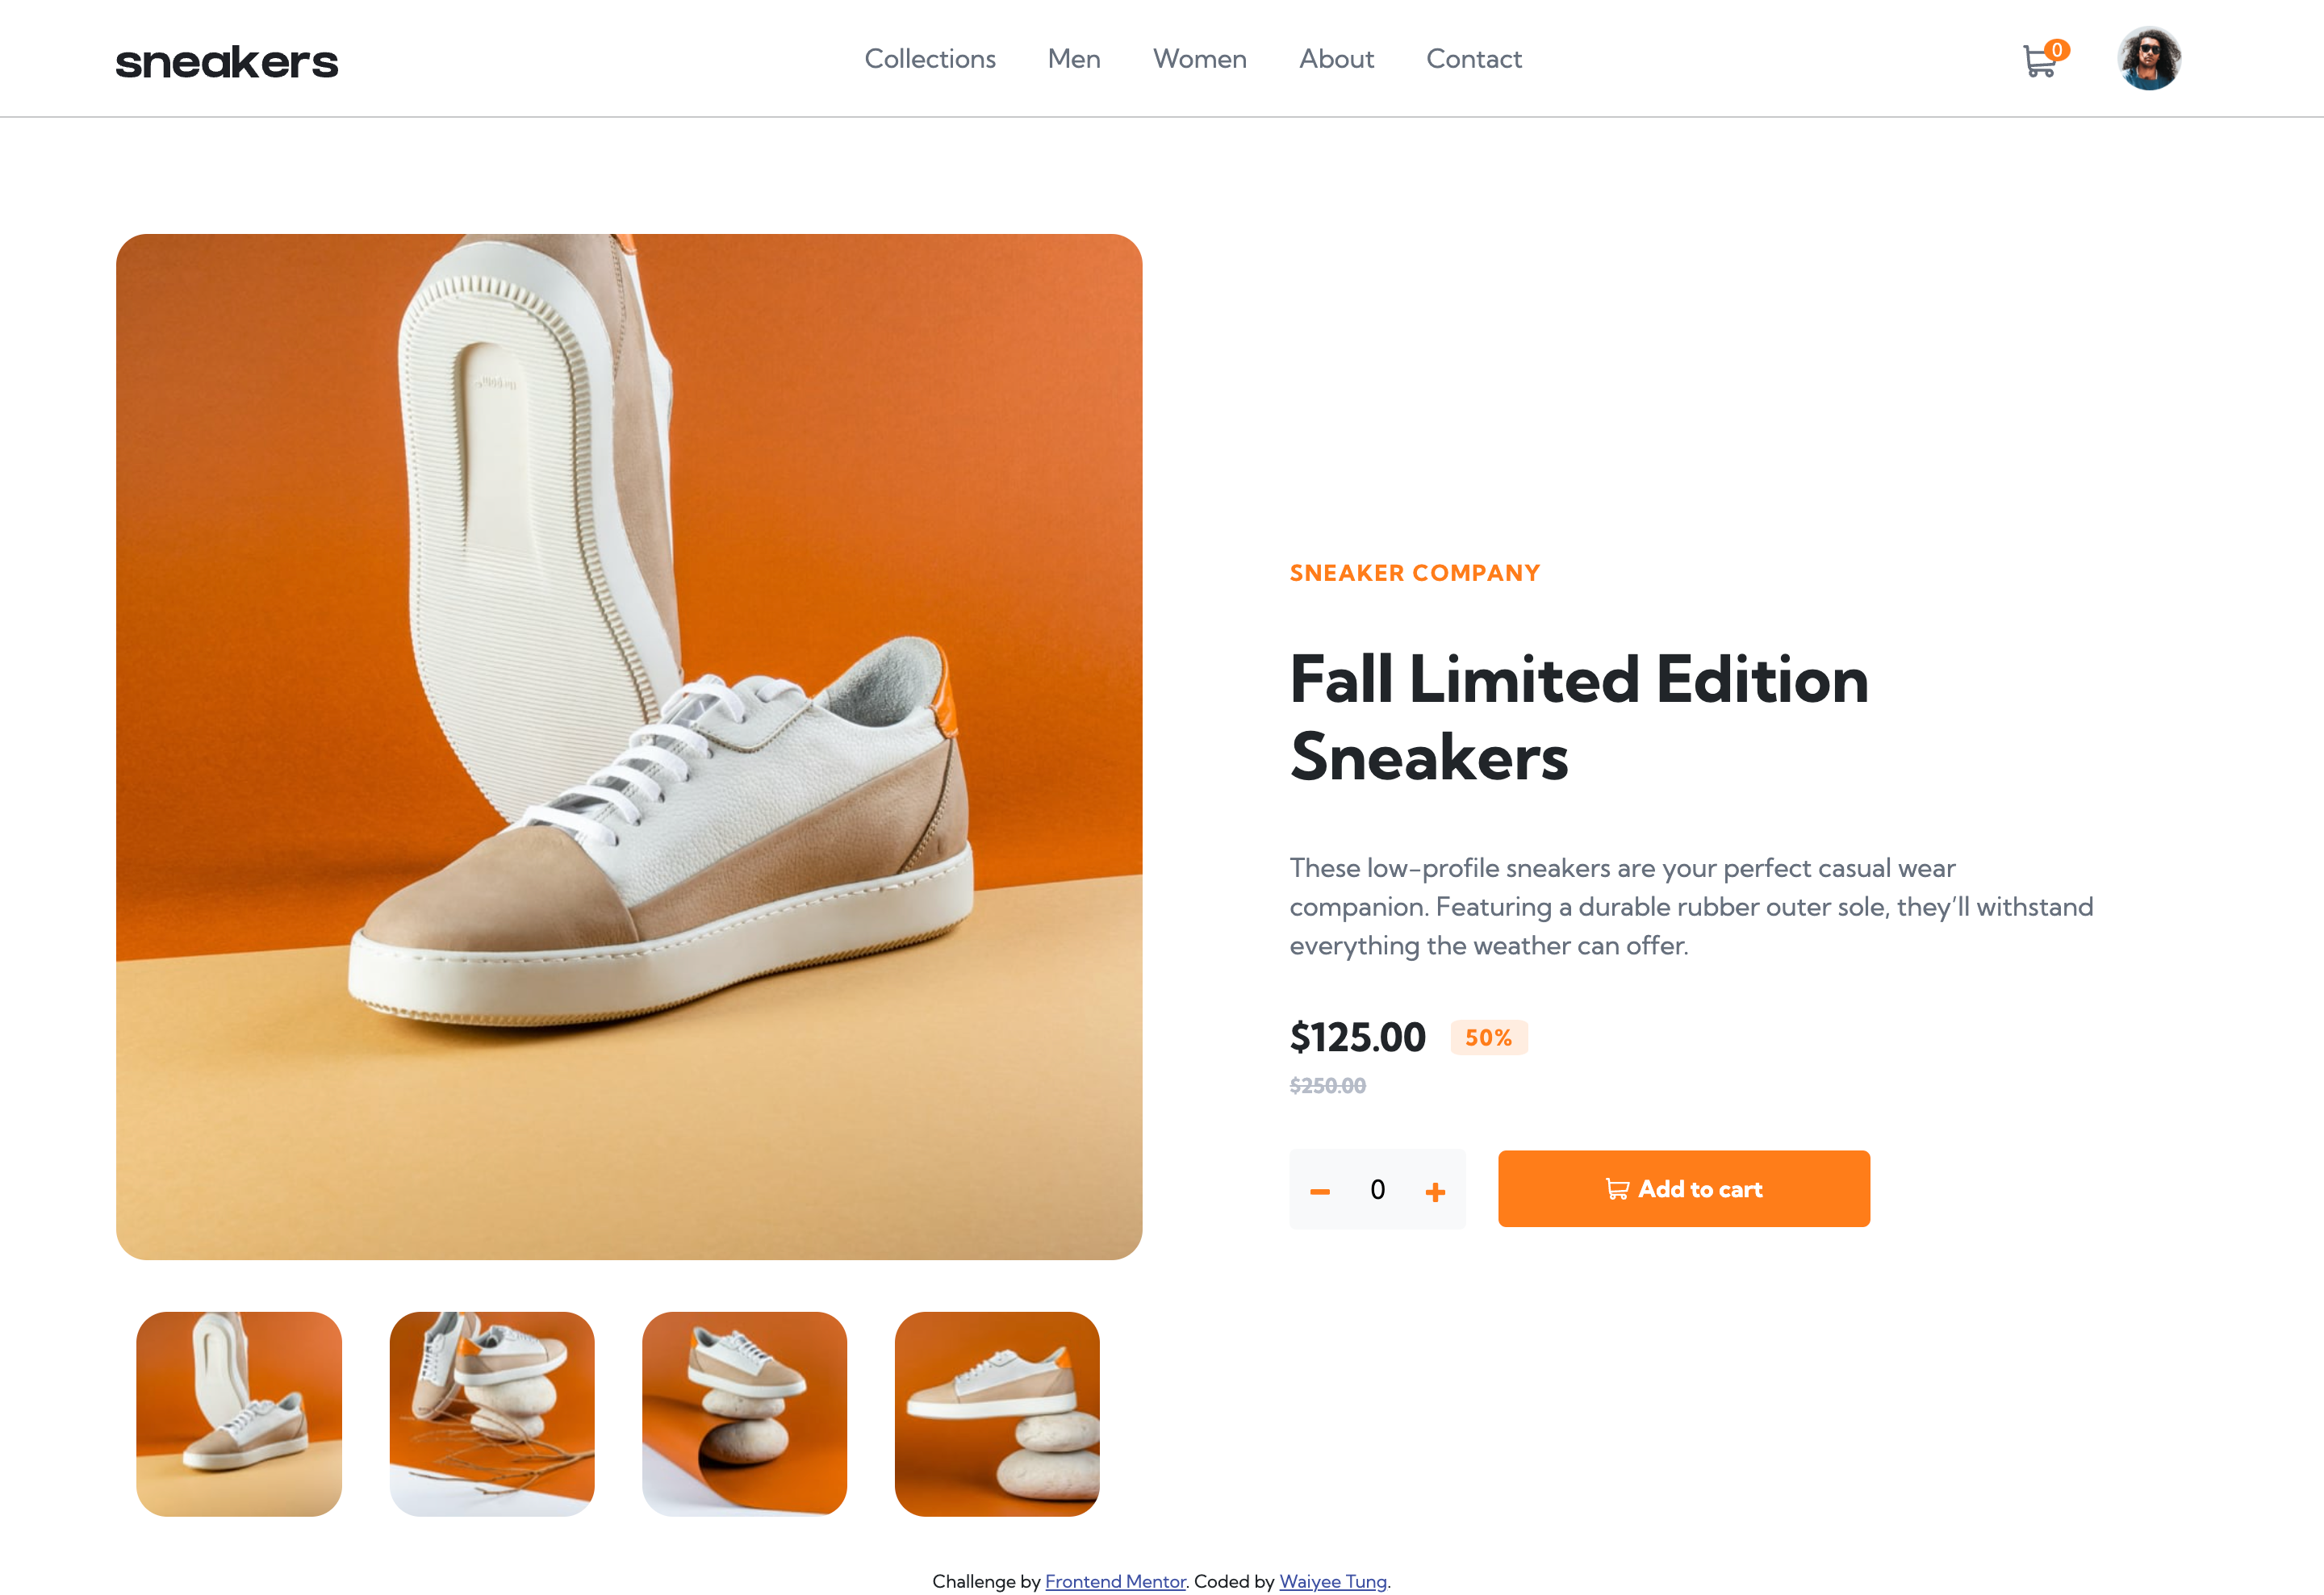 sneakers
Collections Men Women About Contact
0
SNEAKER COMPANY
Fall Limited Edition
Sneakers
These low-profile sneakers are your perfect casual wear
companion. Featuring a durable rubber outer sole, they’ll withstand
everything the weather can offer.
$125.00 50%
$250.00
0
Add to cart
Challenge by Frontend Mentor. Coded by Waiyee Tung.